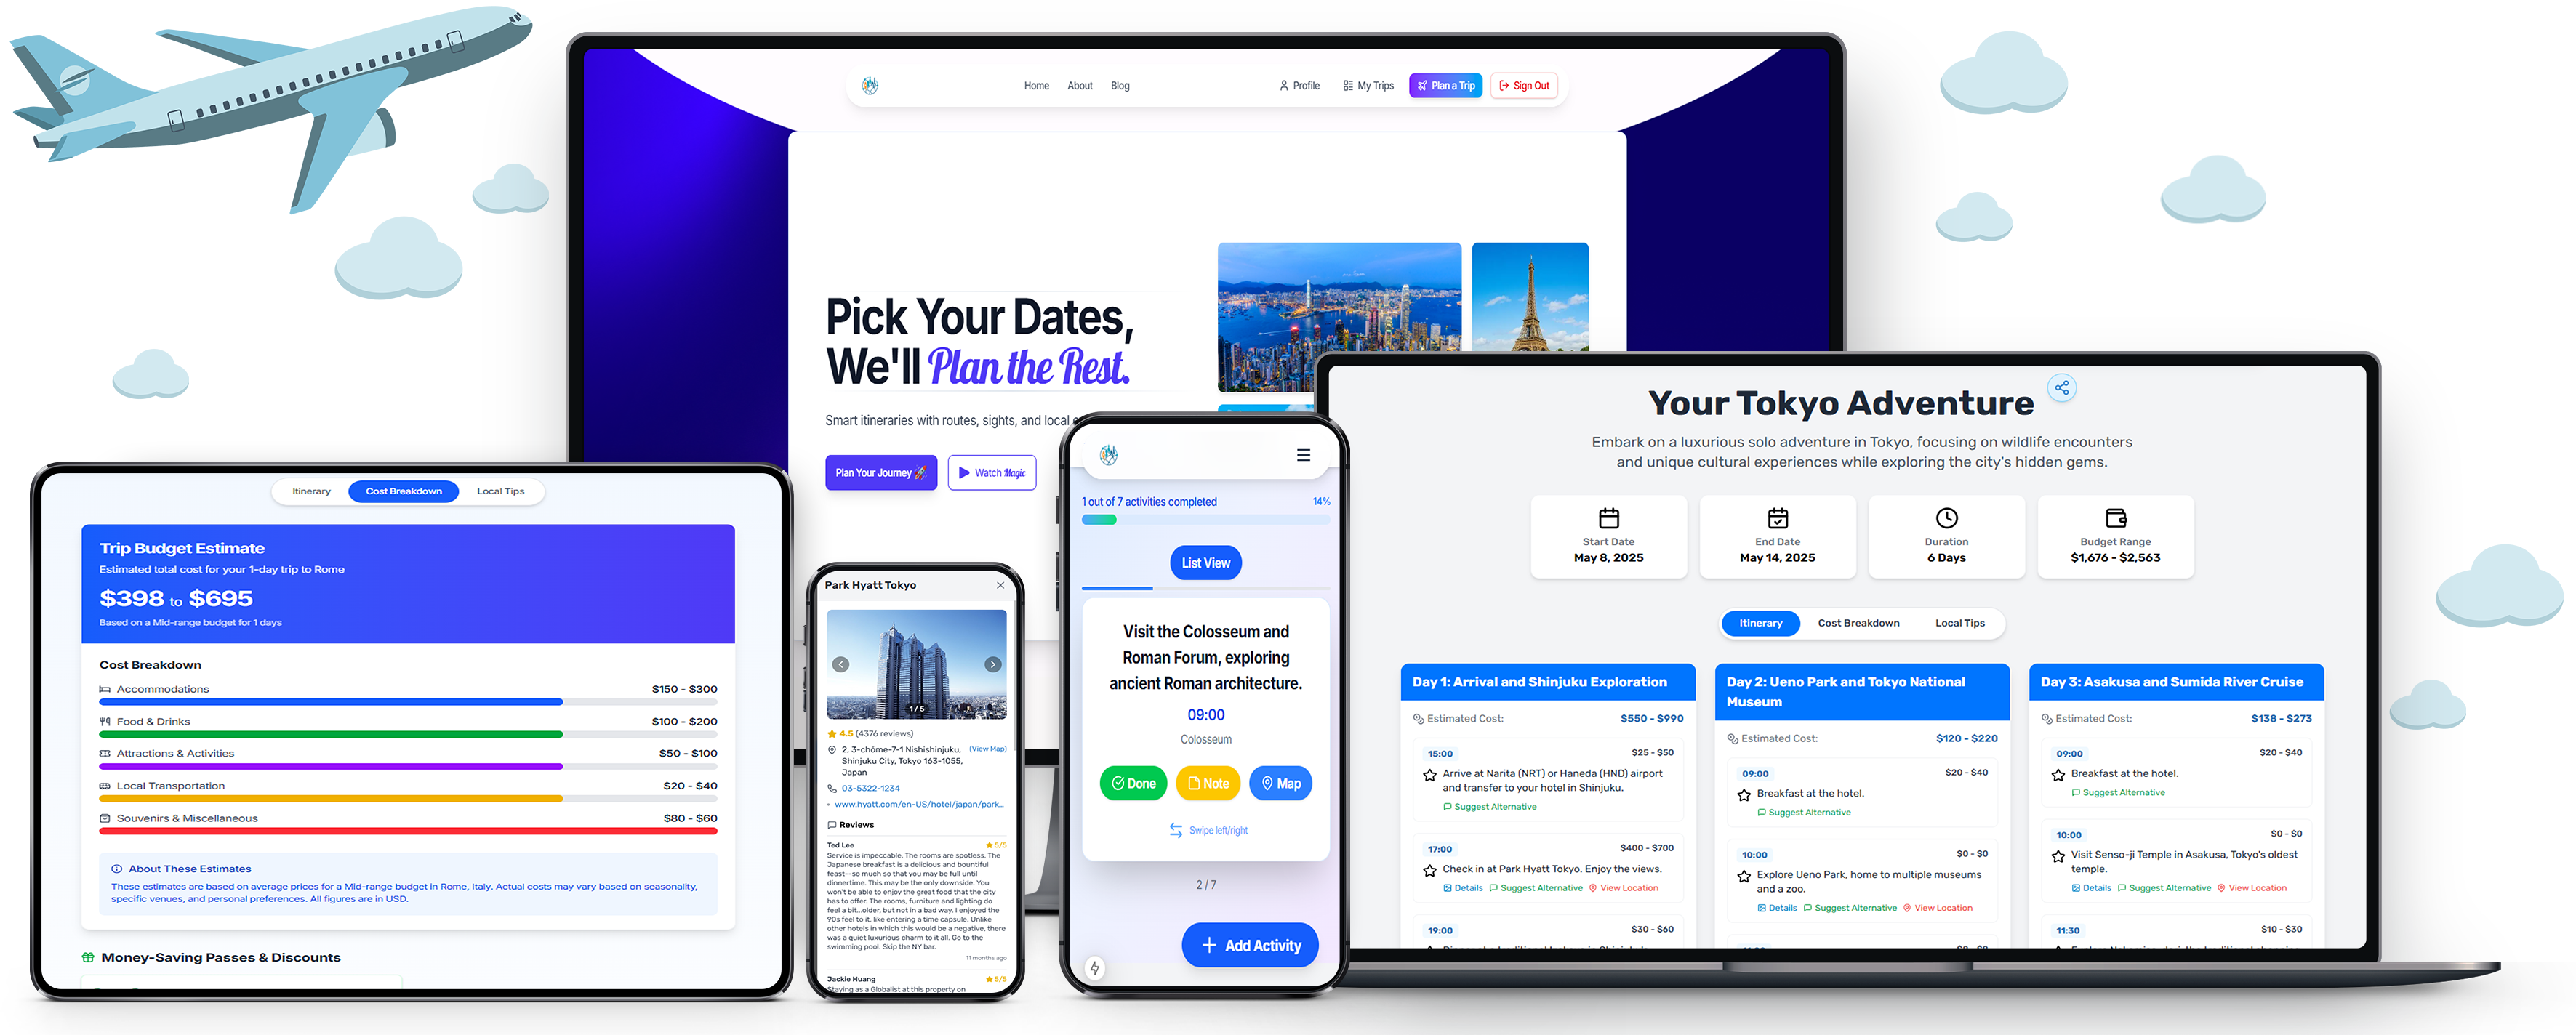 Home About Blog Profile My Trips Plan a Trip Sign Out
Pick Your Dates,
We'll Plan the Rest.
Smart itineraries with routes, sights, and local
Plan Your Journey 🚀 Watch Magic
Itinerary Cost Breakdown Local Tips
Trip Budget Estimate
Estimated total cost for your 1-day trip to Rome
$398 to $695
Based on a Mid-range budget for 1 days
Cost Breakdown
Accommodations $150 - $300
Food & Drinks $100 - $200
Attractions & Activities $50 - $100
Local Transportation $20 - $40
Souvenirs & Miscellaneous $80 - $60
About These Estimates
These estimates are based on average prices for a Mid-range budget in Rome, Italy. Actual costs may vary based on seasonality,
specific venues, and personal preferences. All figures are in USD.
Money-Saving Passes & Discounts
Park Hyatt Tokyo
1 / 5
4.5 (4376 reviews)
2, 3-chōme-7-1 Nishishinjuku, (View Map)
Shinjuku City, Tokyo 163-1055,
Japan
03-5322-1234
www.hyatt.com/en-US/hotel/japan/park...
Reviews
Ted Lee 5/5
Service is impeccable. The rooms are spotless. The
Japanese breakfast is a delicious and bountiful
feast--so much so that you may be full until
dinnertime. This may be the only downside. You
won't be able to enjoy the great food that the city
has to offer. The rooms, furniture and lighting do
feel a bit...older, but not in a bad way. I enjoyed the
90s feel to it, like entering a time capsule. Unlike
other hotels in which this would be a negative, there
was a quiet luxurious charm to it all. Go to the
swimming pool. Skip the NY bar.
11 months ago
Jackie Huang 5/5
Staying as a Globalist at this property on
1 out of 7 activities completed 14%
List View
Visit the Colosseum and
Roman Forum, exploring
ancient Roman architecture.
09:00
Colosseum
Done Note Map
Swipe left/right
2 / 7
+ Add Activity
Your Tokyo Adventure
Embark on a luxurious solo adventure in Tokyo, focusing on wildlife encounters
and unique cultural experiences while exploring the city's hidden gems.
Start Date End Date Duration Budget Range
May 8, 2025 May 14, 2025 6 Days $1,676 - $2,563
Itinerary Cost Breakdown Local Tips
Day 1: Arrival and Shinjuku Exploration
Estimated Cost: $550 - $990
15:00 $25 - $50
Arrive at Narita (NRT) or Haneda (HND) airport
and transfer to your hotel in Shinjuku.
Suggest Alternative
17:00 $400 - $700
Check in at Park Hyatt Tokyo. Enjoy the views.
Details Suggest Alternative View Location
19:00 $30 - $60
Day 2: Ueno Park and Tokyo National
Museum
Estimated Cost: $120 - $220
09:00 $20 - $40
Breakfast at the hotel.
Suggest Alternative
10:00 $0 - $0
Explore Ueno Park, home to multiple museums
and a zoo.
Details Suggest Alternative View Location
Day 3: Asakusa and Sumida River Cruise
Estimated Cost: $138 - $273
09:00 $20 - $40
Breakfast at the hotel.
Suggest Alternative
10:00 $0 - $0
Visit Senso-ji Temple in Asakusa, Tokyo's oldest
temple.
Details Suggest Alternative View Location
11:30 $10 - $30